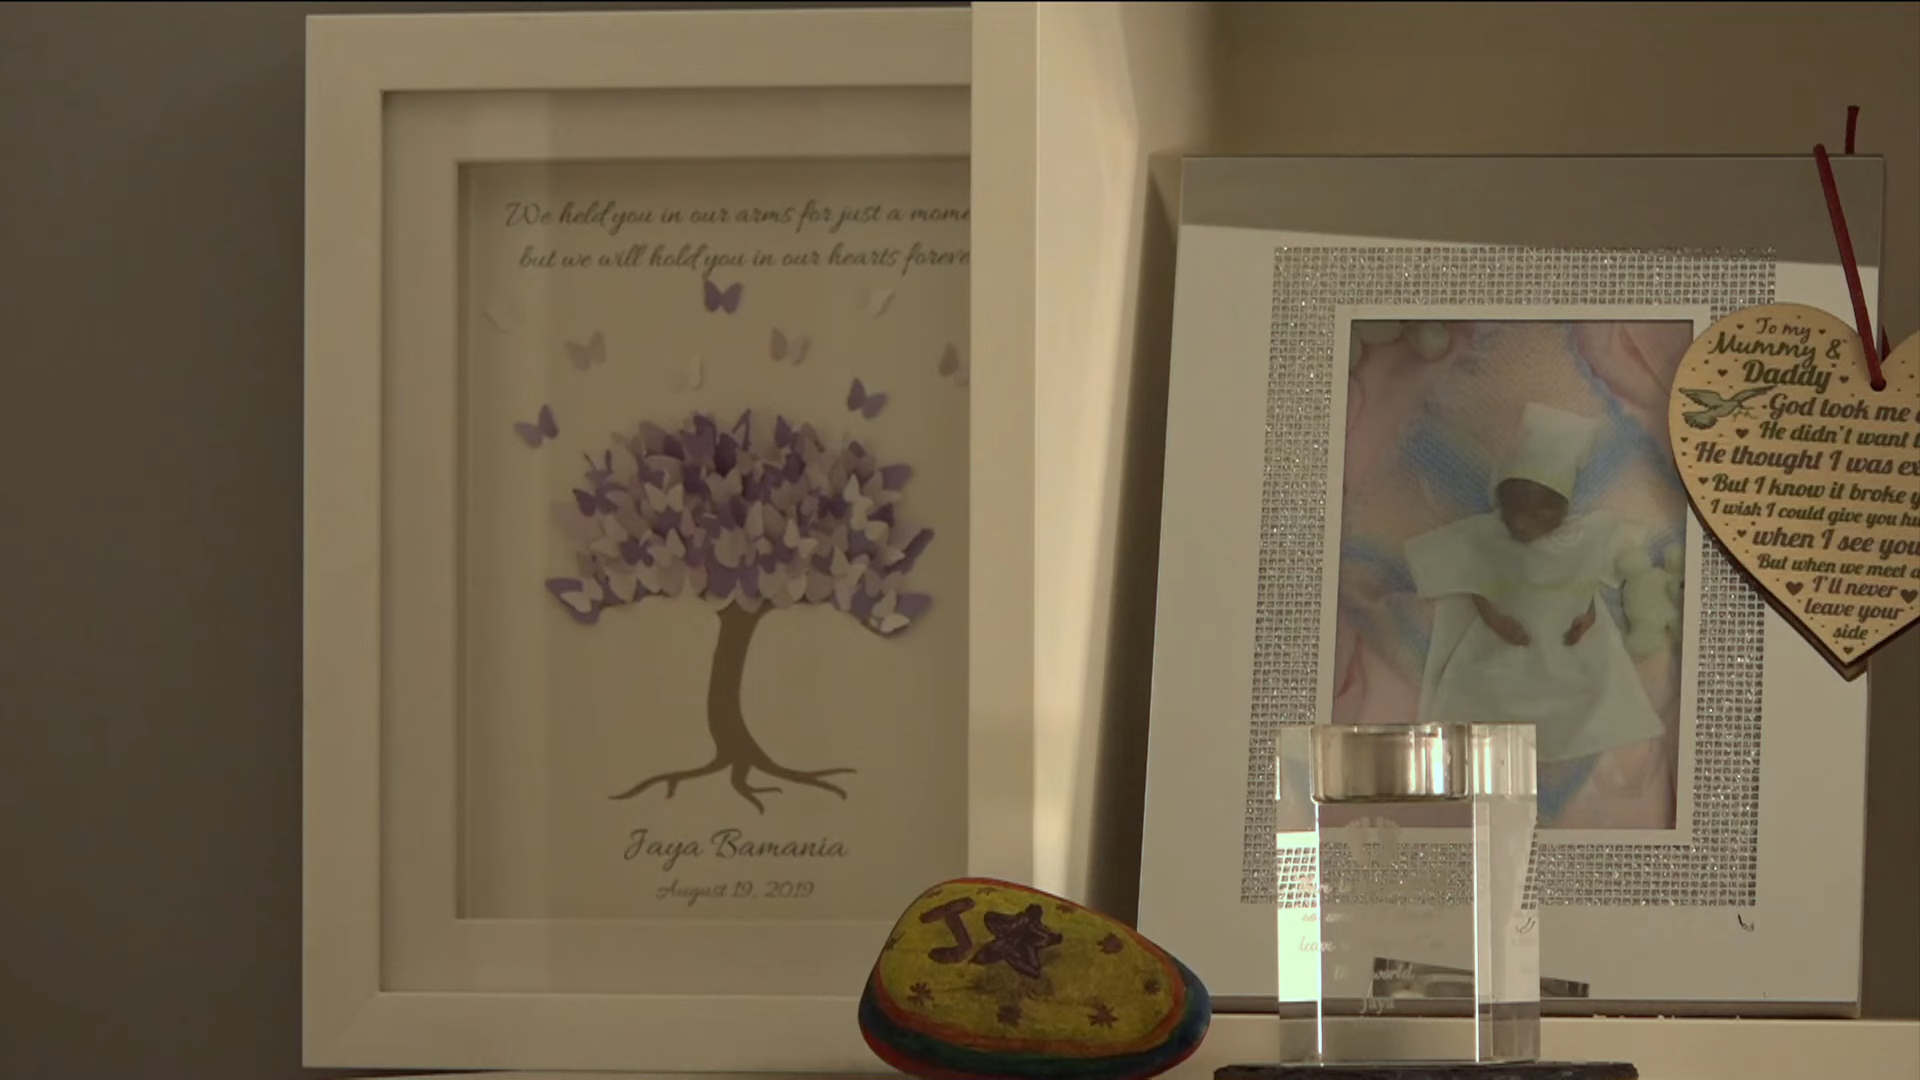 We held you in our arms for just a mome
but we will hold you in our hearts foreve
Jaya Bamania
August 19, 2019
To my
Mummy &
Daddy
God took me
He didn't want t
He thought I was ex
But I know it broke y
I wish I could give you hu
when I see you
But when we meet a
I'll never
leave your
side
J
world
Jaya